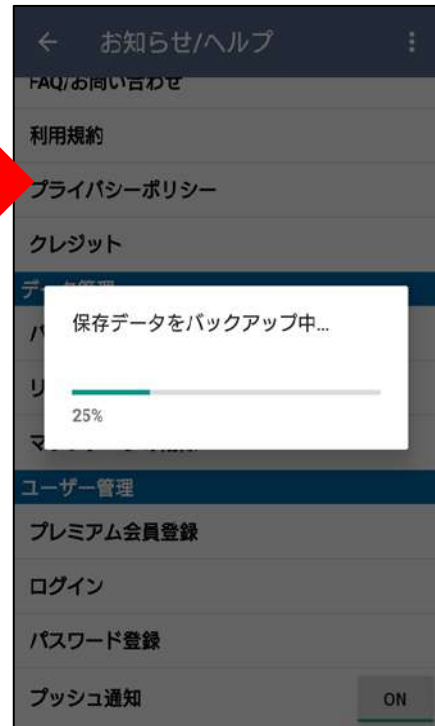 お知らせ/ヘルプ
FAQ/お問い合わせ
利用規約
プライバシーポリシー
クレジット
保存データをバックアップ中...
25%
ユーザー管理
プレミアム会員登録
ログイン
パスワード登録
プッシュ通知
ON